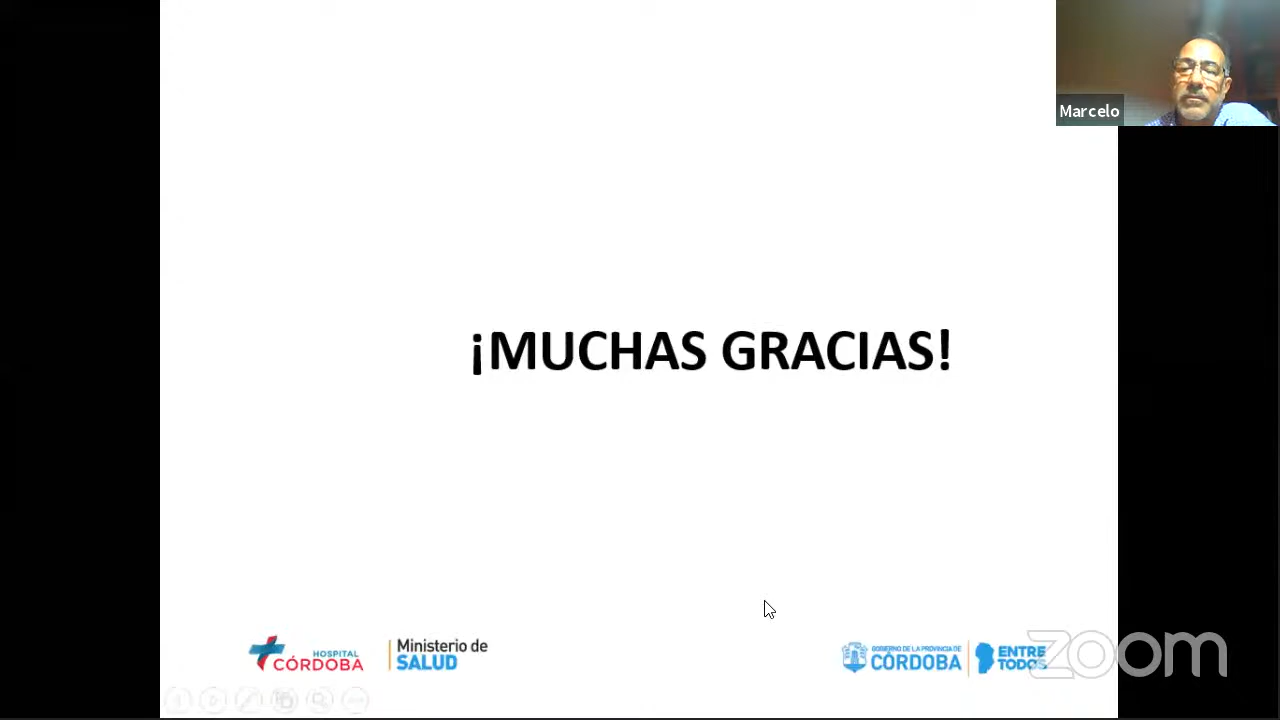 Marcelo
¡MUCHAS GRACIAS!
HOSPITAL
CÓRDOBA
Ministerio de
SALUD
GOBIERNO DE LA PROVINCIA DE
CÓRDOBA
ENTRE
TODOS
zoom